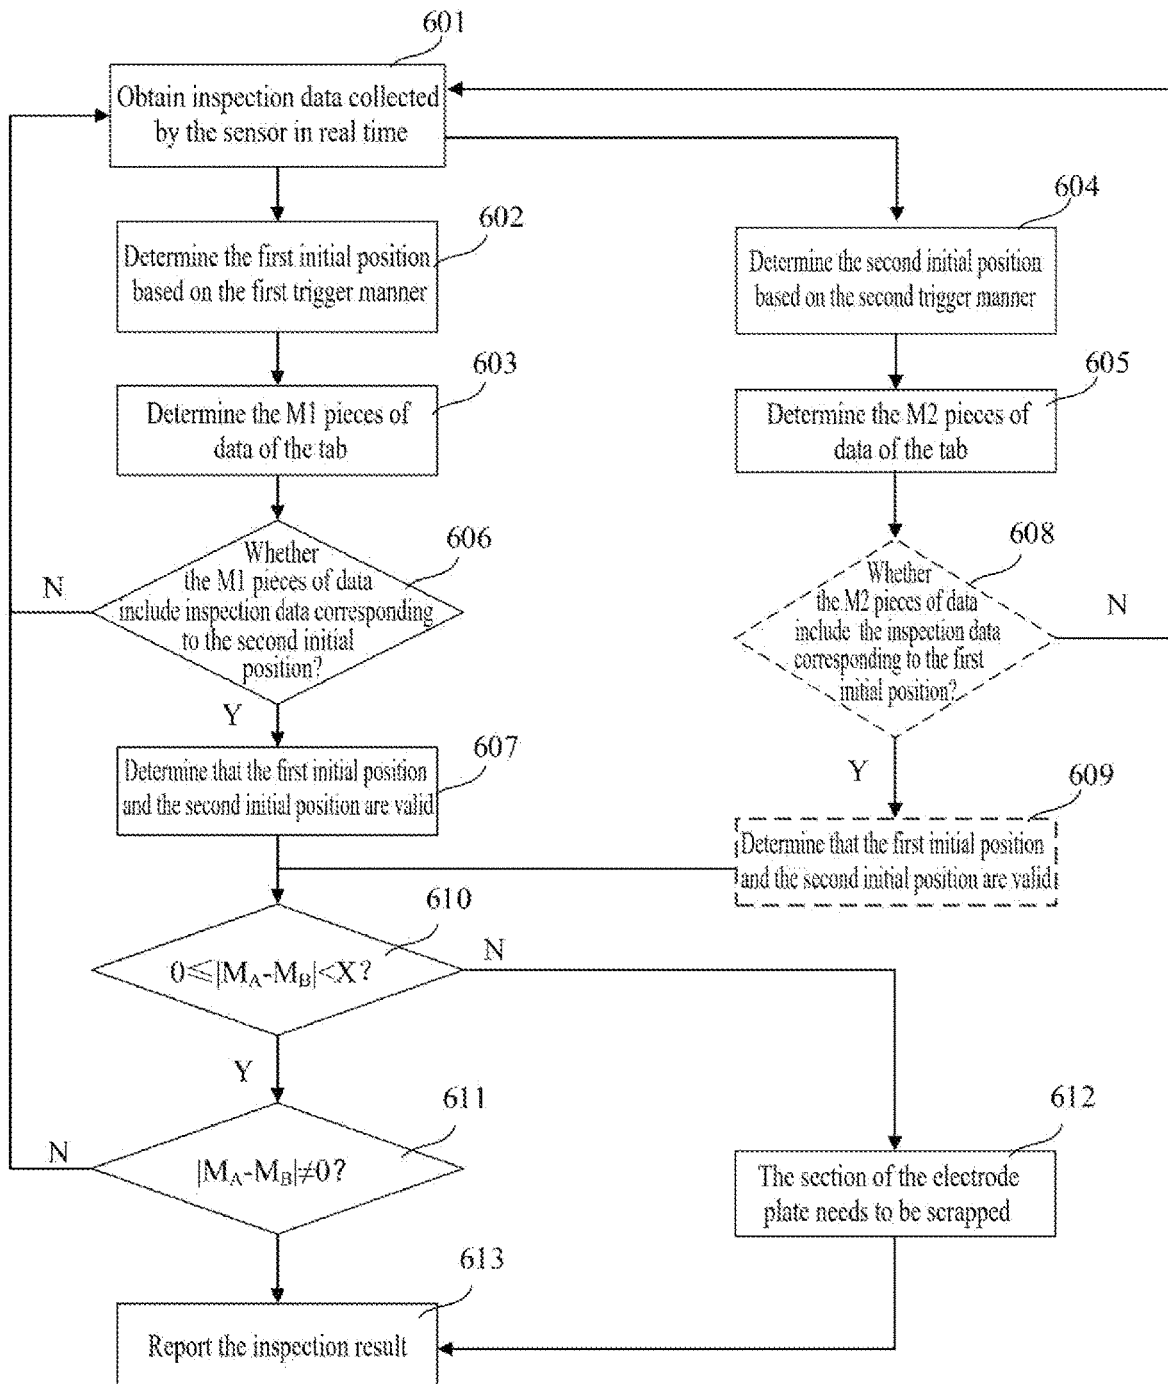 601
Obtain inspection data collected
by the sensor in real time
602
Determine the first initial position
based on the first trigger manner
604
Determine the second initial position
based on the second trigger manner
603
Determine the M1 pieces of
data of the tab
605
Determine the M2 pieces of
data of the tab
606
Whether
the M1 pieces of data
include inspection data corresponding
to the second initial
position?
N
Y
608
Whether
the M2 pieces of data
include the inspection data
corresponding to the first
initial position?
N
Y
607
Determine that the first initial position
and the second initial position are valid
609
Determine that the first initial position
and the second initial position are valid
610
0≤|MA-MB|<X?
N
Y
611
|MA-MB|≠0?
N
612
The section of the electrode
plate needs to be scrapped
613
Report the inspection result